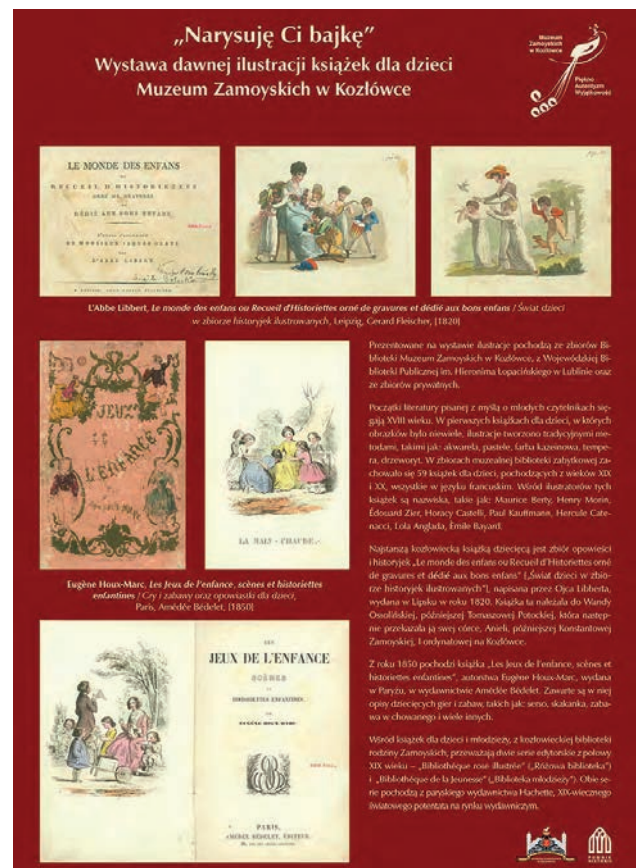 „Narysuję Ci bajkę”
Wystawa dawnej ilustracji książek dla dzieci
Muzeum Zamoyskich w Kozłówce
Muzeum
Zamoyskich
w Kozłówce
Piękno
Autentyzm
Wyjątkowość
LE MONDE DES ENFANS
OU
RECUEIL D'HISTORIETTES
ORNÉ DE GRAVURES
ET
DÉDIÉ AUX BONS ENFANS.
L'Abbe Libbert, Le monde des enfans ou Recueil d'Historiettes orné de gravures et dédié aux bons enfans / Świat dzieci
w zbiorze historyjek ilustrowanych, Leipzig, Gerard Fleischer, [1820]
JEUX
DE
L'ENFANCE
LA MAIN-CHAUDE.
Eugène Houx-Marc, Les Jeux de l'enfance, scènes et historiettes
enfantines / Gry i zabawy oraz opowiastki dla dzieci,
Paris, Amédée Bédelet, [1850]
LES
JEUX DE L'ENFANCE
SCÈNES
ET
HISTORIETTES ENFANTINES,
PAR
EUGÈNE HOUX-MARC
PARIS,
AMÉDÉE BÉDELET, ÉDITEUR,
Prezentowane na wystawie ilustracje pochodzą ze zbiorów Bi-
blioteki Muzeum Zamoyskich w Kozłówce, z Wojewódzkiej Bi-
blioteki Publicznej im. Hieronima Łopacińskiego w Lublinie oraz
ze zbiorów prywatnych.
Początki literatury pisanej z myślą o młodych czytelnikach się-
gają XVIII wieku. W pierwszych książkach dla dzieci, w których
obrazków było niewiele, ilustracje tworzono tradycyjnymi me-
todami, takimi jak: akwarela, pastele, farba kazeinowa, tempe-
ra, drzeworyt. W zbiorach muzealnej biblioteki zabytkowej za-
chowało się 59 książek dla dzieci, pochodzących z wieków XIX
i XX, wszystkie w języku francuskim. Wśród ilustratorów tych
książek są nazwiska, takie jak: Maurice Berty, Henry Morin,
Édouard Zier, Horacy Castelli, Paul Kauffmann, Hercule Cate-
nacci, Lola Anglada, Émile Bayard.
Najstarszą kozłowiecką książką dziecięcą jest zbiór opowieści
i historyjek „Le monde des enfans ou Recueil d'Historiettes orné
de gravures et dédié aux bons enfans” („Świat dzieci w zbio-
rze historyjek ilustrowanych”), napisana przez Ojca Libberta,
wydana w Lipsku w roku 1820. Książka ta należała do Wandy
Ossolińskiej, późniejszej Tomaszowej Potockiej, która następ-
nie przekazała ją swej córce, Anieli, późniejszej Konstantowej
Zamoyskiej, I ordynatowej na Kozłówce.
Z roku 1850 pochodzi książka „Les Jeux de l'enfance, scènes et
historiettes enfantines”, autorstwa Eugène Houx-Marc, wydana
w Paryżu, w wydawnictwie Amédée Bédelet. Zawarte są w niej
opisy dziecięcych gier i zabaw, takich jak: serso, skakanka, zaba-
wa w chowanego i wiele innych.
Wśród książek dla dzieci i młodzieży, z kozłowieckiej biblioteki
rodziny Zamoyskich, przeważają dwie serie edytorskie z połowy
XIX wieku – „Bibliothèque rose illustrée” („Różowa biblioteka”)
i „Bibliothèque de la Jeunesse” („Biblioteka młodzieży”). Obie se-
rie pochodzą z paryskiego wydawnictwa Hachette, XIX-wiecznego
światowego potentata na rynku wydawniczym.